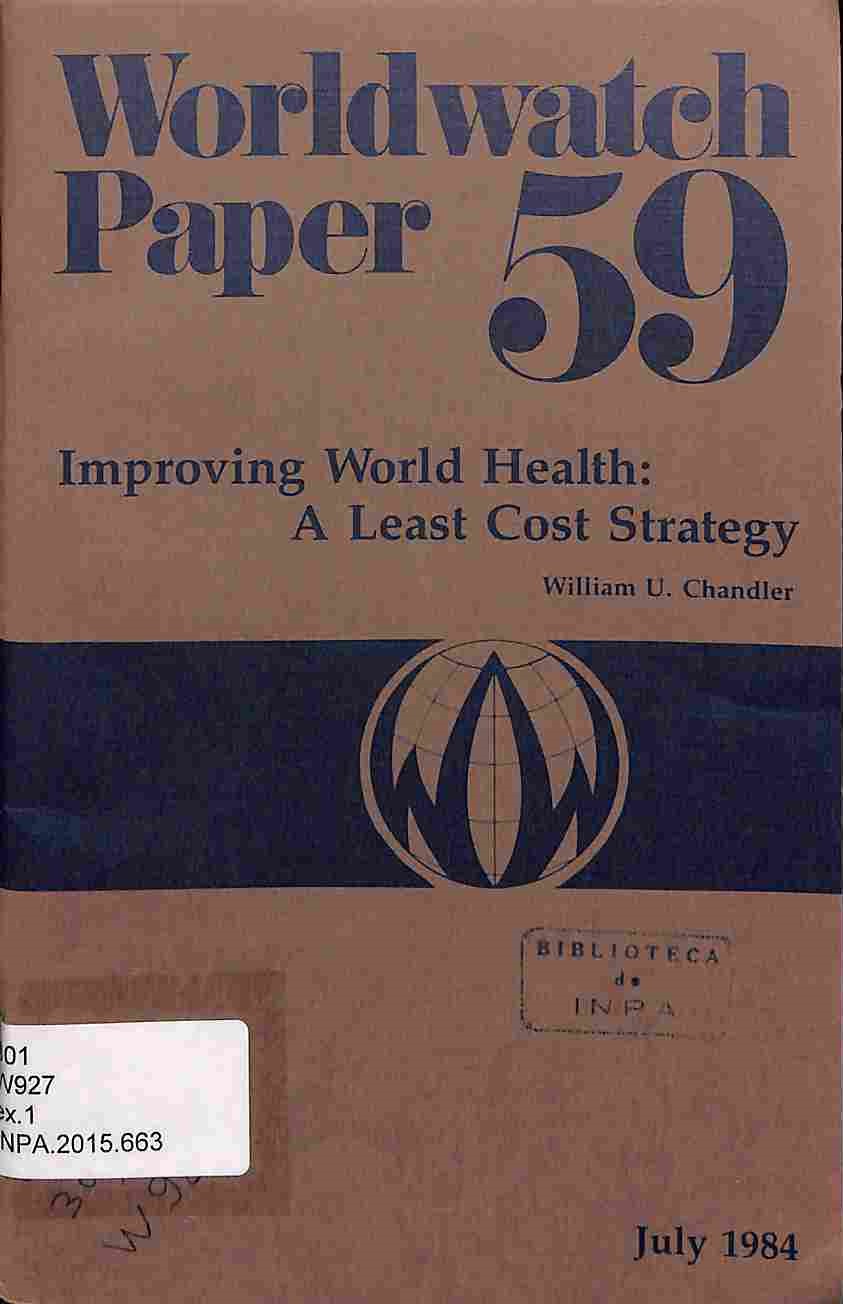 Worldwatch
Paper 59
Improving World Health:
A Least Cost Strategy
William U. Chandler
BIBLIOTECA
de
INPA
01
W927
ex.1
NPA.2015.663
July 1984